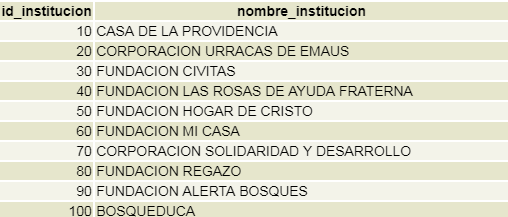 id_institucion nombre_institucion
10 CASA DE LA PROVIDENCIA
20 CORPORACION URRACAS DE EMAUS
30 FUNDACION CIVITAS
40 FUNDACION LAS ROSAS DE AYUDA FRATERNA
50 FUNDACION HOGAR DE CRISTO
60 FUNDACION MI CASA
70 CORPORACION SOLIDARIDAD Y DESARROLLO
80 FUNDACION REGAZO
90 FUNDACION ALERTA BOSQUES
100 BOSQUEDUCA